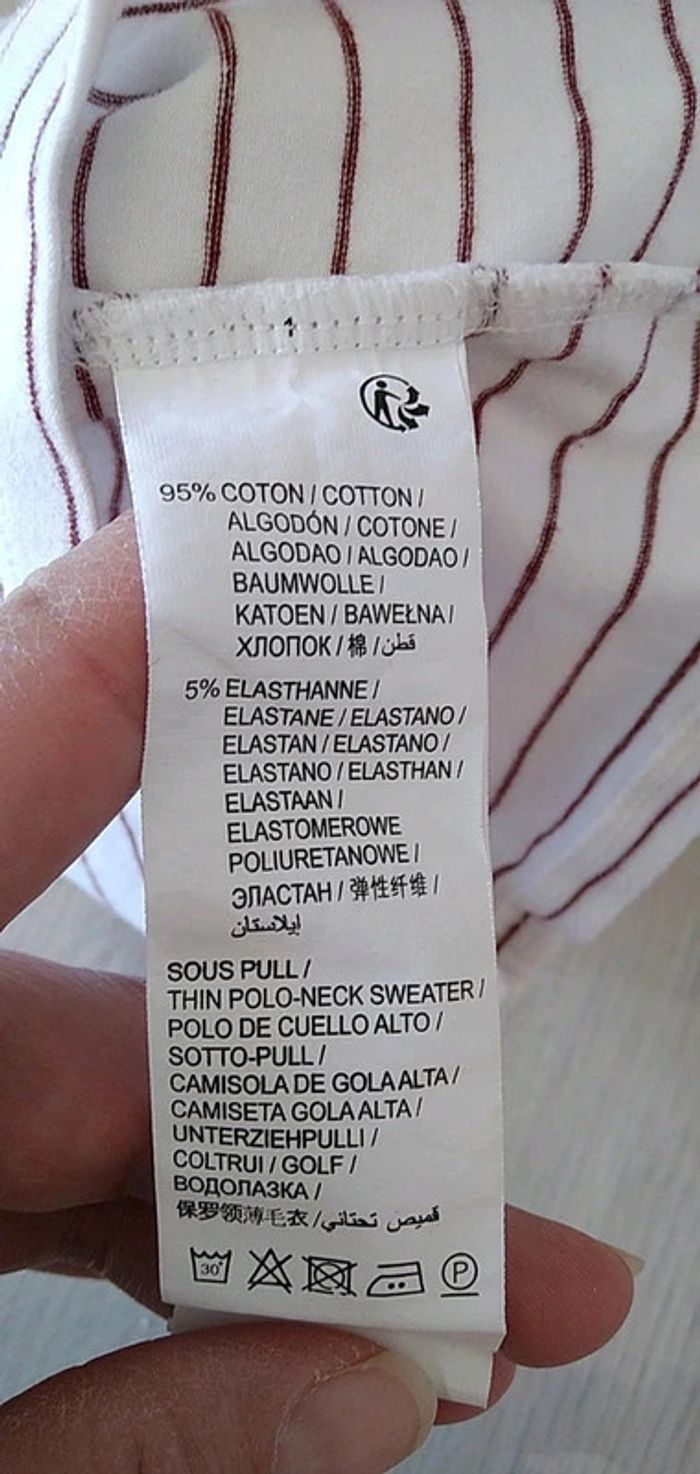 95% COTON / COTTON /
ALGODÓN / COTONE /
ALGODAO / ALGODAO /
BAUMWOLLE /
KATOEN / BAWEŁNA /
ХЛОПОК / 棉 / قطن
5% ELASTHANNE /
ELASTANE / ELASTANO /
ELASTAN / ELASTANO /
ELASTANO / ELASTHAN /
ELASTAAN /
ELASTOMEROWE
POLIURETANOWE /
ЭЛАСТАН / 弹性纤维 /
إيلاستان
SOUS PULL /
THIN POLO-NECK SWEATER /
POLO DE CUELLO ALTO /
SOTTO-PULL /
CAMISOLA DE GOLA ALTA /
CAMISETA GOLA ALTA /
UNTERZIEHPULLI /
COLTRUI / GOLF /
ВОДОЛАЗКА /
保罗领薄毛衣 / قميص تحتاني
30° P